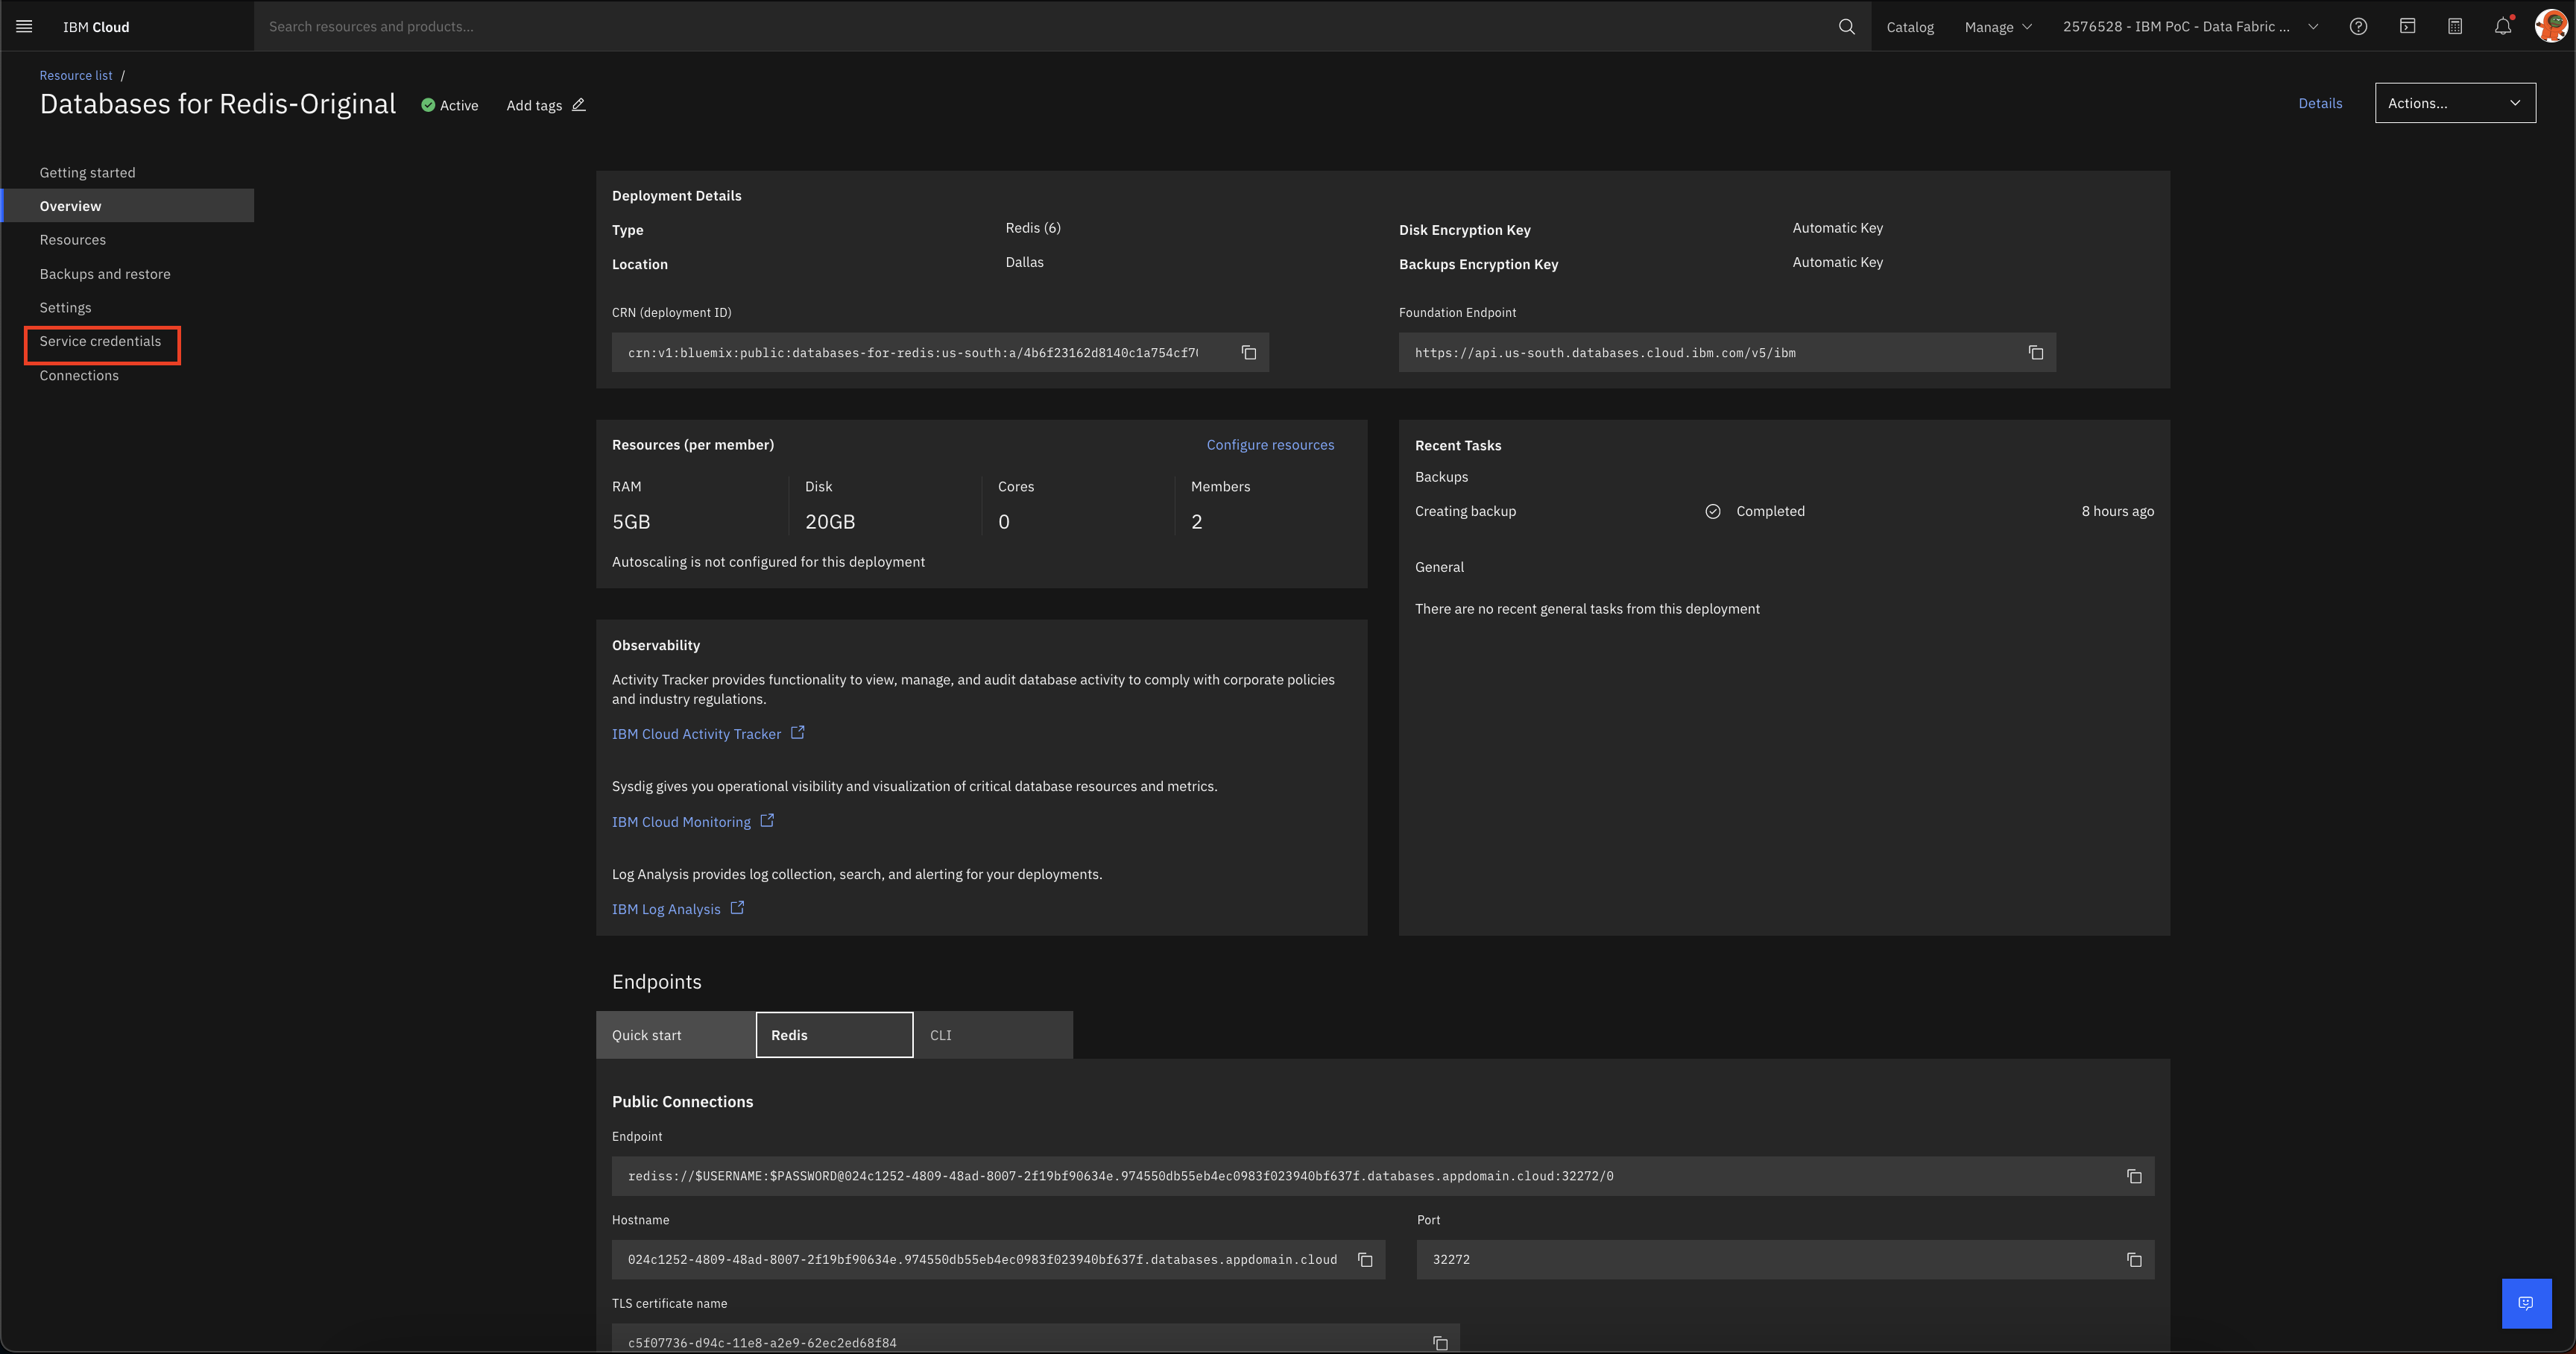 IBM Cloud
Search resources and products...
Catalog
Manage
2576528 - IBM PoC - Data Fabric ...
Resource list /
Databases for Redis-Original
Active
Add tags
Details
Actions...
Getting started
Overview
Resources
Backups and restore
Settings
Service credentials
Connections
Deployment Details
Type
Redis (6)
Disk Encryption Key
Automatic Key
Location
Dallas
Backups Encryption Key
Automatic Key
CRN (deployment ID)
Foundation Endpoint
crn:v1:bluemix:public:databases-for-redis:us-south:a/4b6f23162d8140c1a754cf7
https://api.us-south.databases.cloud.ibm.com/v5/ibm
Resources (per member)
Configure resources
RAM
Disk
Cores
Members
5GB
20GB
0
2
Autoscaling is not configured for this deployment
Recent Tasks
Backups
Creating backup
Completed
8 hours ago
General
There are no recent general tasks from this deployment
Observability
Activity Tracker provides functionality to view, manage, and audit database activity to comply with corporate policies
and industry regulations.
IBM Cloud Activity Tracker
Sysdig gives you operational visibility and visualization of critical database resources and metrics.
IBM Cloud Monitoring
Log Analysis provides log collection, search, and alerting for your deployments.
IBM Log Analysis
Endpoints
Quick start
Redis
CLI
Public Connections
Endpoint
rediss://$USERNAME:$PASSWORD@024c1252-4809-48ad-8007-2f19bf90634e.974550db55eb4ec0983f023940bf637f.databases.appdomain.cloud:32272/0
Hostname
Port
024c1252-4809-48ad-8007-2f19bf90634e.974550db55eb4ec0983f023940bf637f.databases.appdomain.cloud
32272
TLS certificate name
c5f07736-d94c-11e8-a2e9-62ec2ed68f84